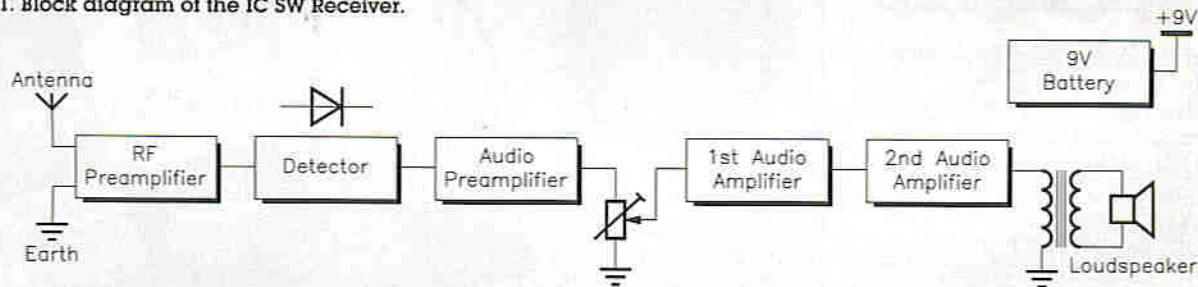 1. Block diagram of the IC SW Receiver.
+9V
9V
Battery
Antenna
RF
Preamplifier
Detector
Audio
Preamplifier
1st Audio
Amplifier
2nd Audio
Amplifier
Earth
Loudspeaker